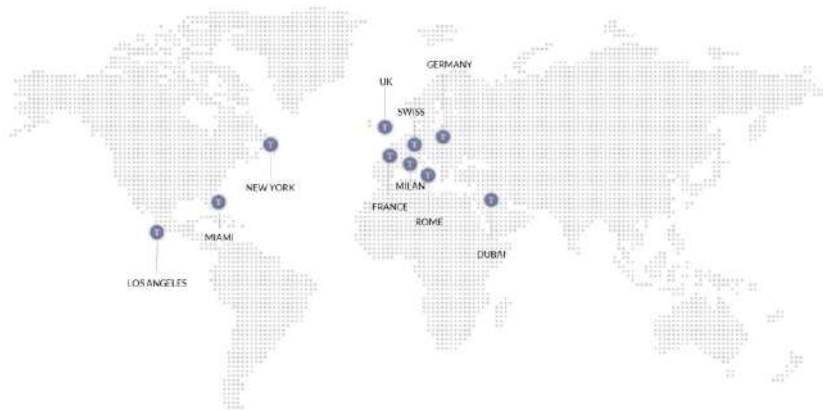 GERMANY
UK
SWISS
T
T
T
T
T
T
T
NEW YORK
MILAN
T
T
FRANCE
ROME
T
MIAMI
DUBAI
LOS ANGELES